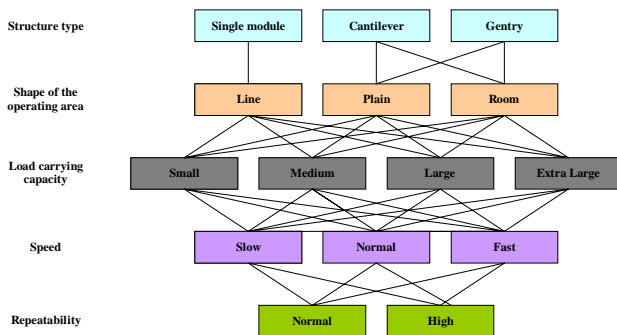 Structure type
Single module
Cantilever
Gentry
Shape of the
operating area
Line
Plain
Room
Load carrying
capacity
Small
Medium
Large
Extra Large
Speed
Slow
Normal
Fast
Repeatability
Normal
High